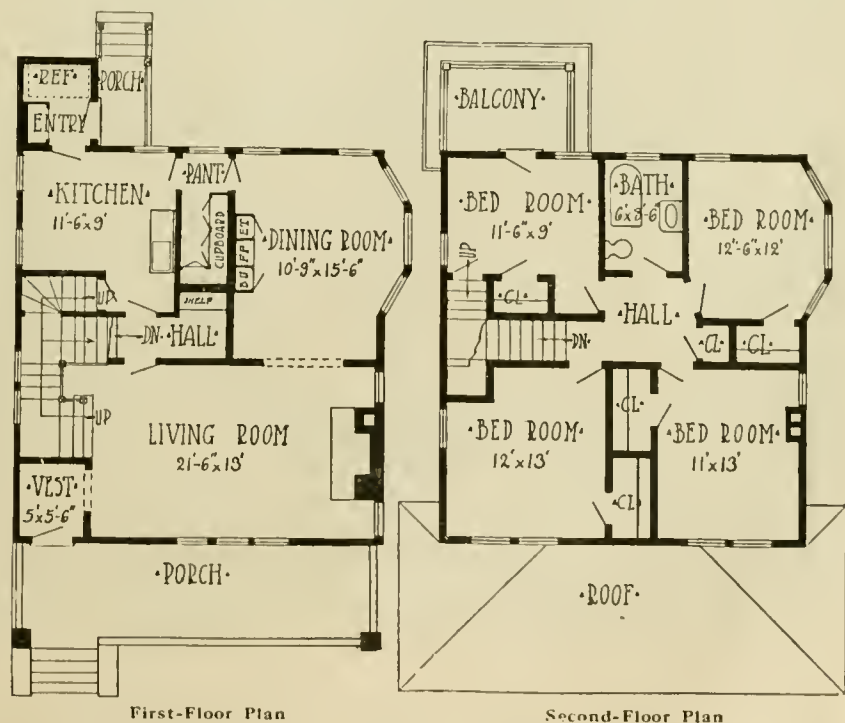 REF
PORCH
ENTRY
KITCHEN
11'-6"x9'
PANT
CUPBOARD
BUFFET
DINING ROOM
10'-9"x15'-6"
UP
SHELF
DN
HALL
UP
LIVING ROOM
21'-6"x13'
VEST
5'x5'-6"
PORCH
First-Floor Plan
BALCONY
BED ROOM
11'-6"x9'
BATH
6'x8'-6"
BED ROOM
12'-6"x12'
UP
CL
HALL
DN
CL
CL
BED ROOM
12'x13'
CL
BED ROOM
11'x13'
CL
ROOF
Second-Floor Plan